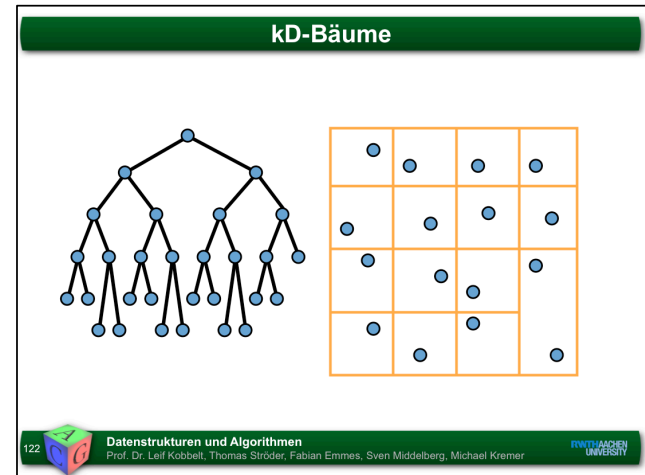 kD-Bäume
122
A
C
G
Datenstrukturen und Algorithmen
Prof. Dr. Leif Kobbelt, Thomas Ströder, Fabian Emmes, Sven Middelberg, Michael Kremer
RWTHAACHEN
UNIVERSITY